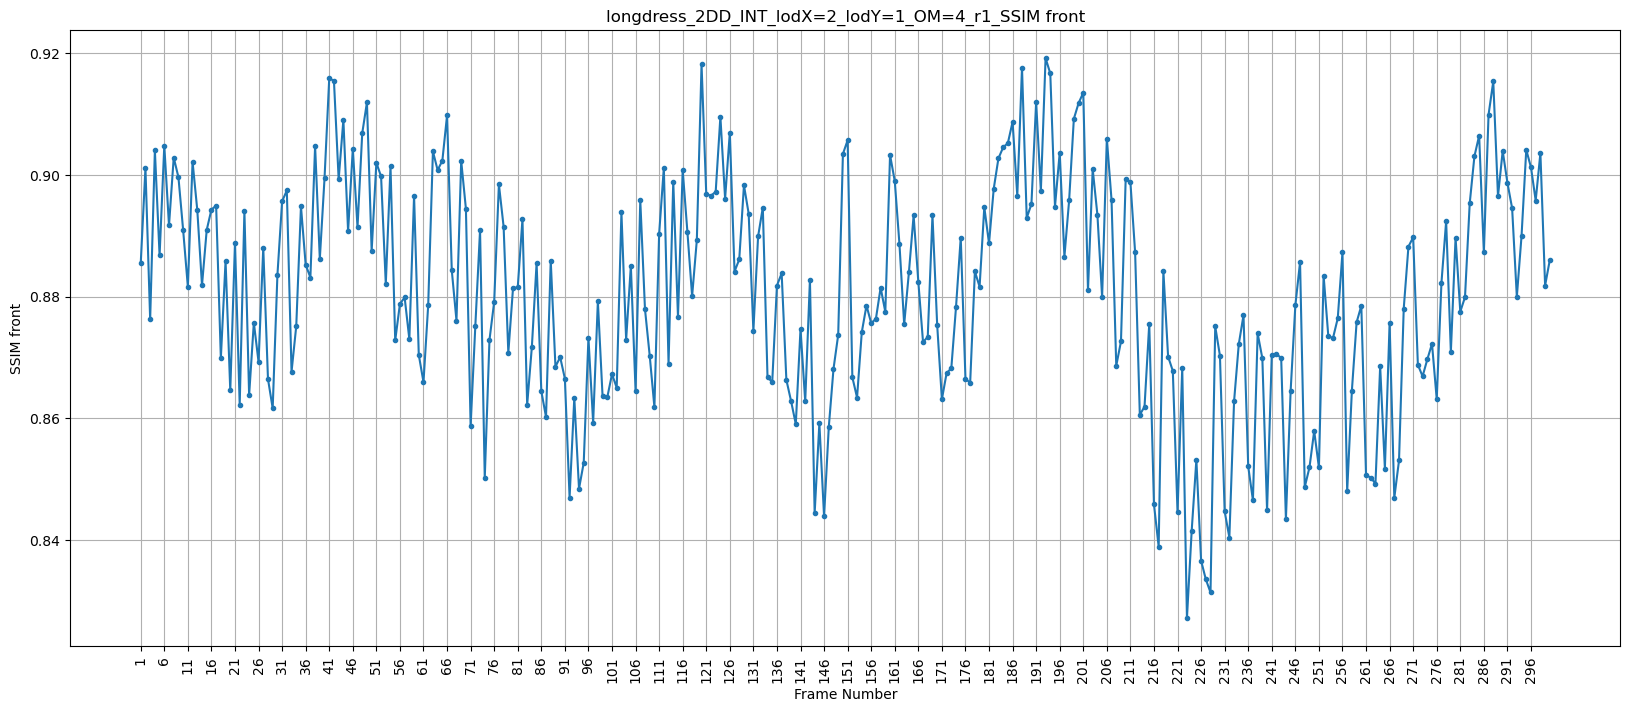 longdress_2DD_INT_lodX=2_lodY=1_OM=4_r1_SSIM front
0.92
0.90
0.88
0.86
0.84
SSIM front
1 6 11 16 21 26 31 36 41 46 51 56 61 66 71 76 81 86 91 96 101 106 111 116 121 126 131 136 141 146 151 156 161 166 171 176 181 186 191 196 201 206 211 216 221 226 231 236 241 246 251 256 261 266 271 276 281 286 291 296
Frame Number